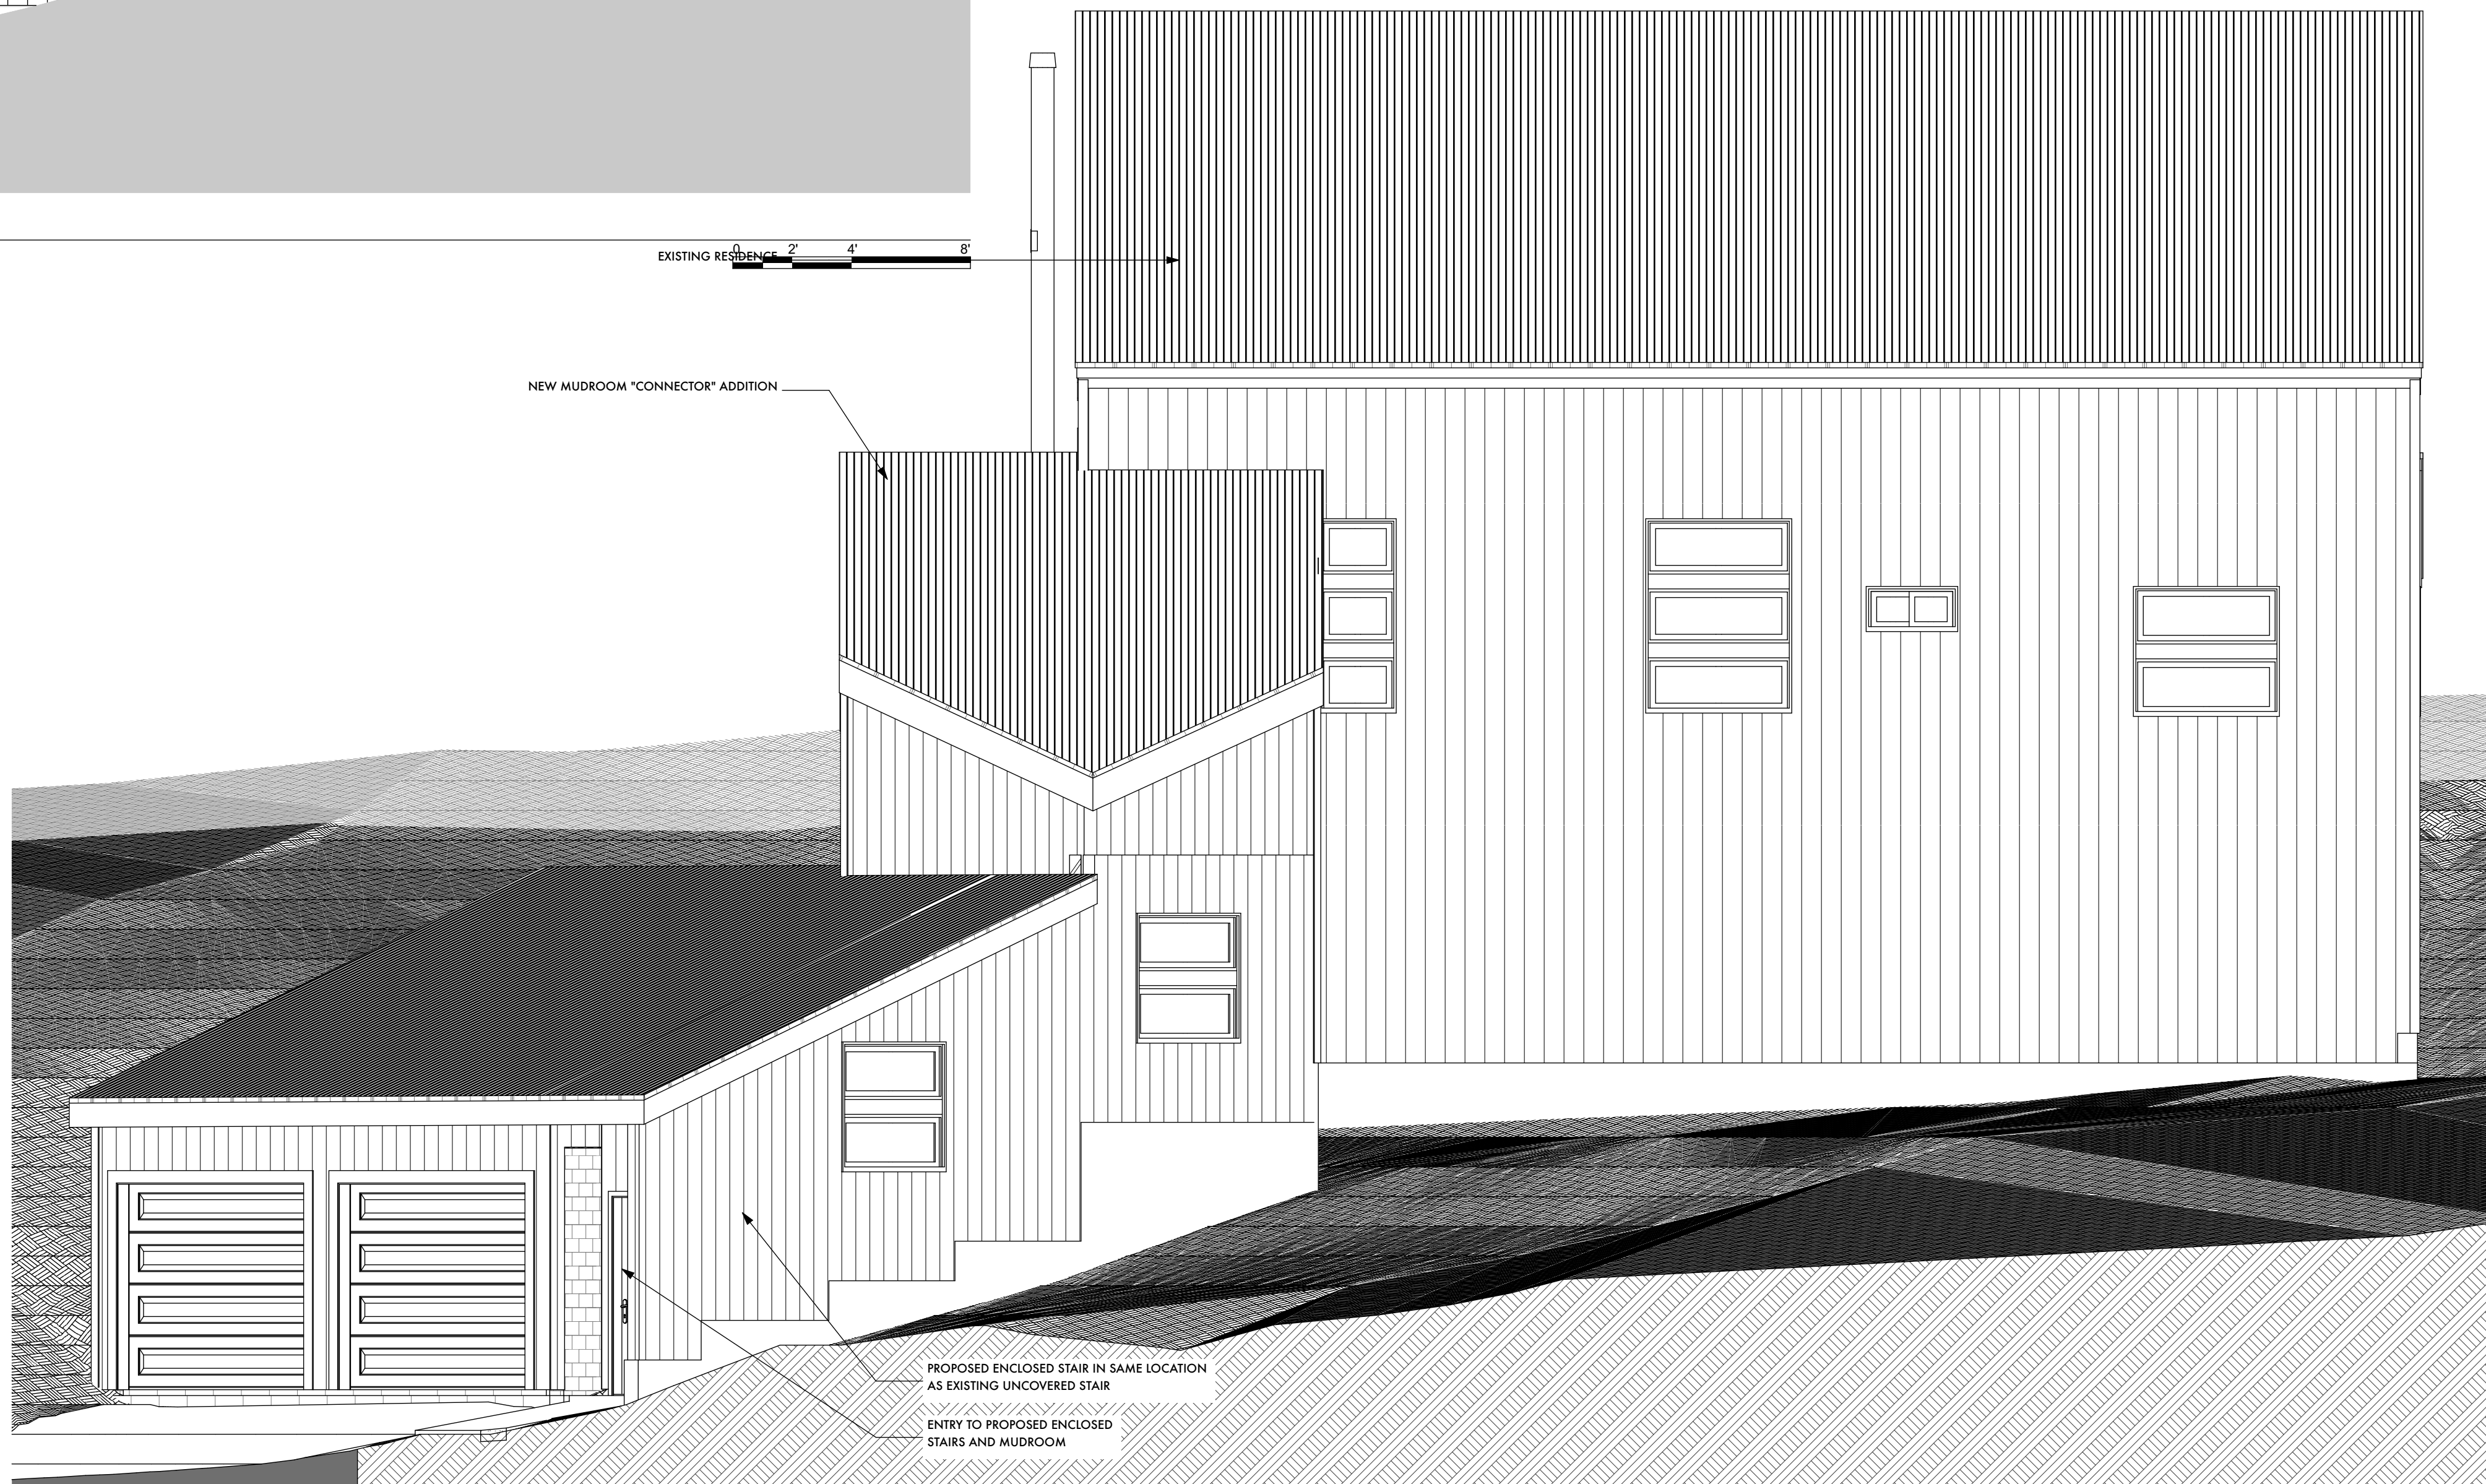 0 2' 4' 8'
EXISTING RESIDENCE
NEW MUDROOM "CONNECTOR" ADDITION
PROPOSED ENCLOSED STAIR IN SAME LOCATION
AS EXISTING UNCOVERED STAIR
ENTRY TO PROPOSED ENCLOSED
STAIRS AND MUDROOM